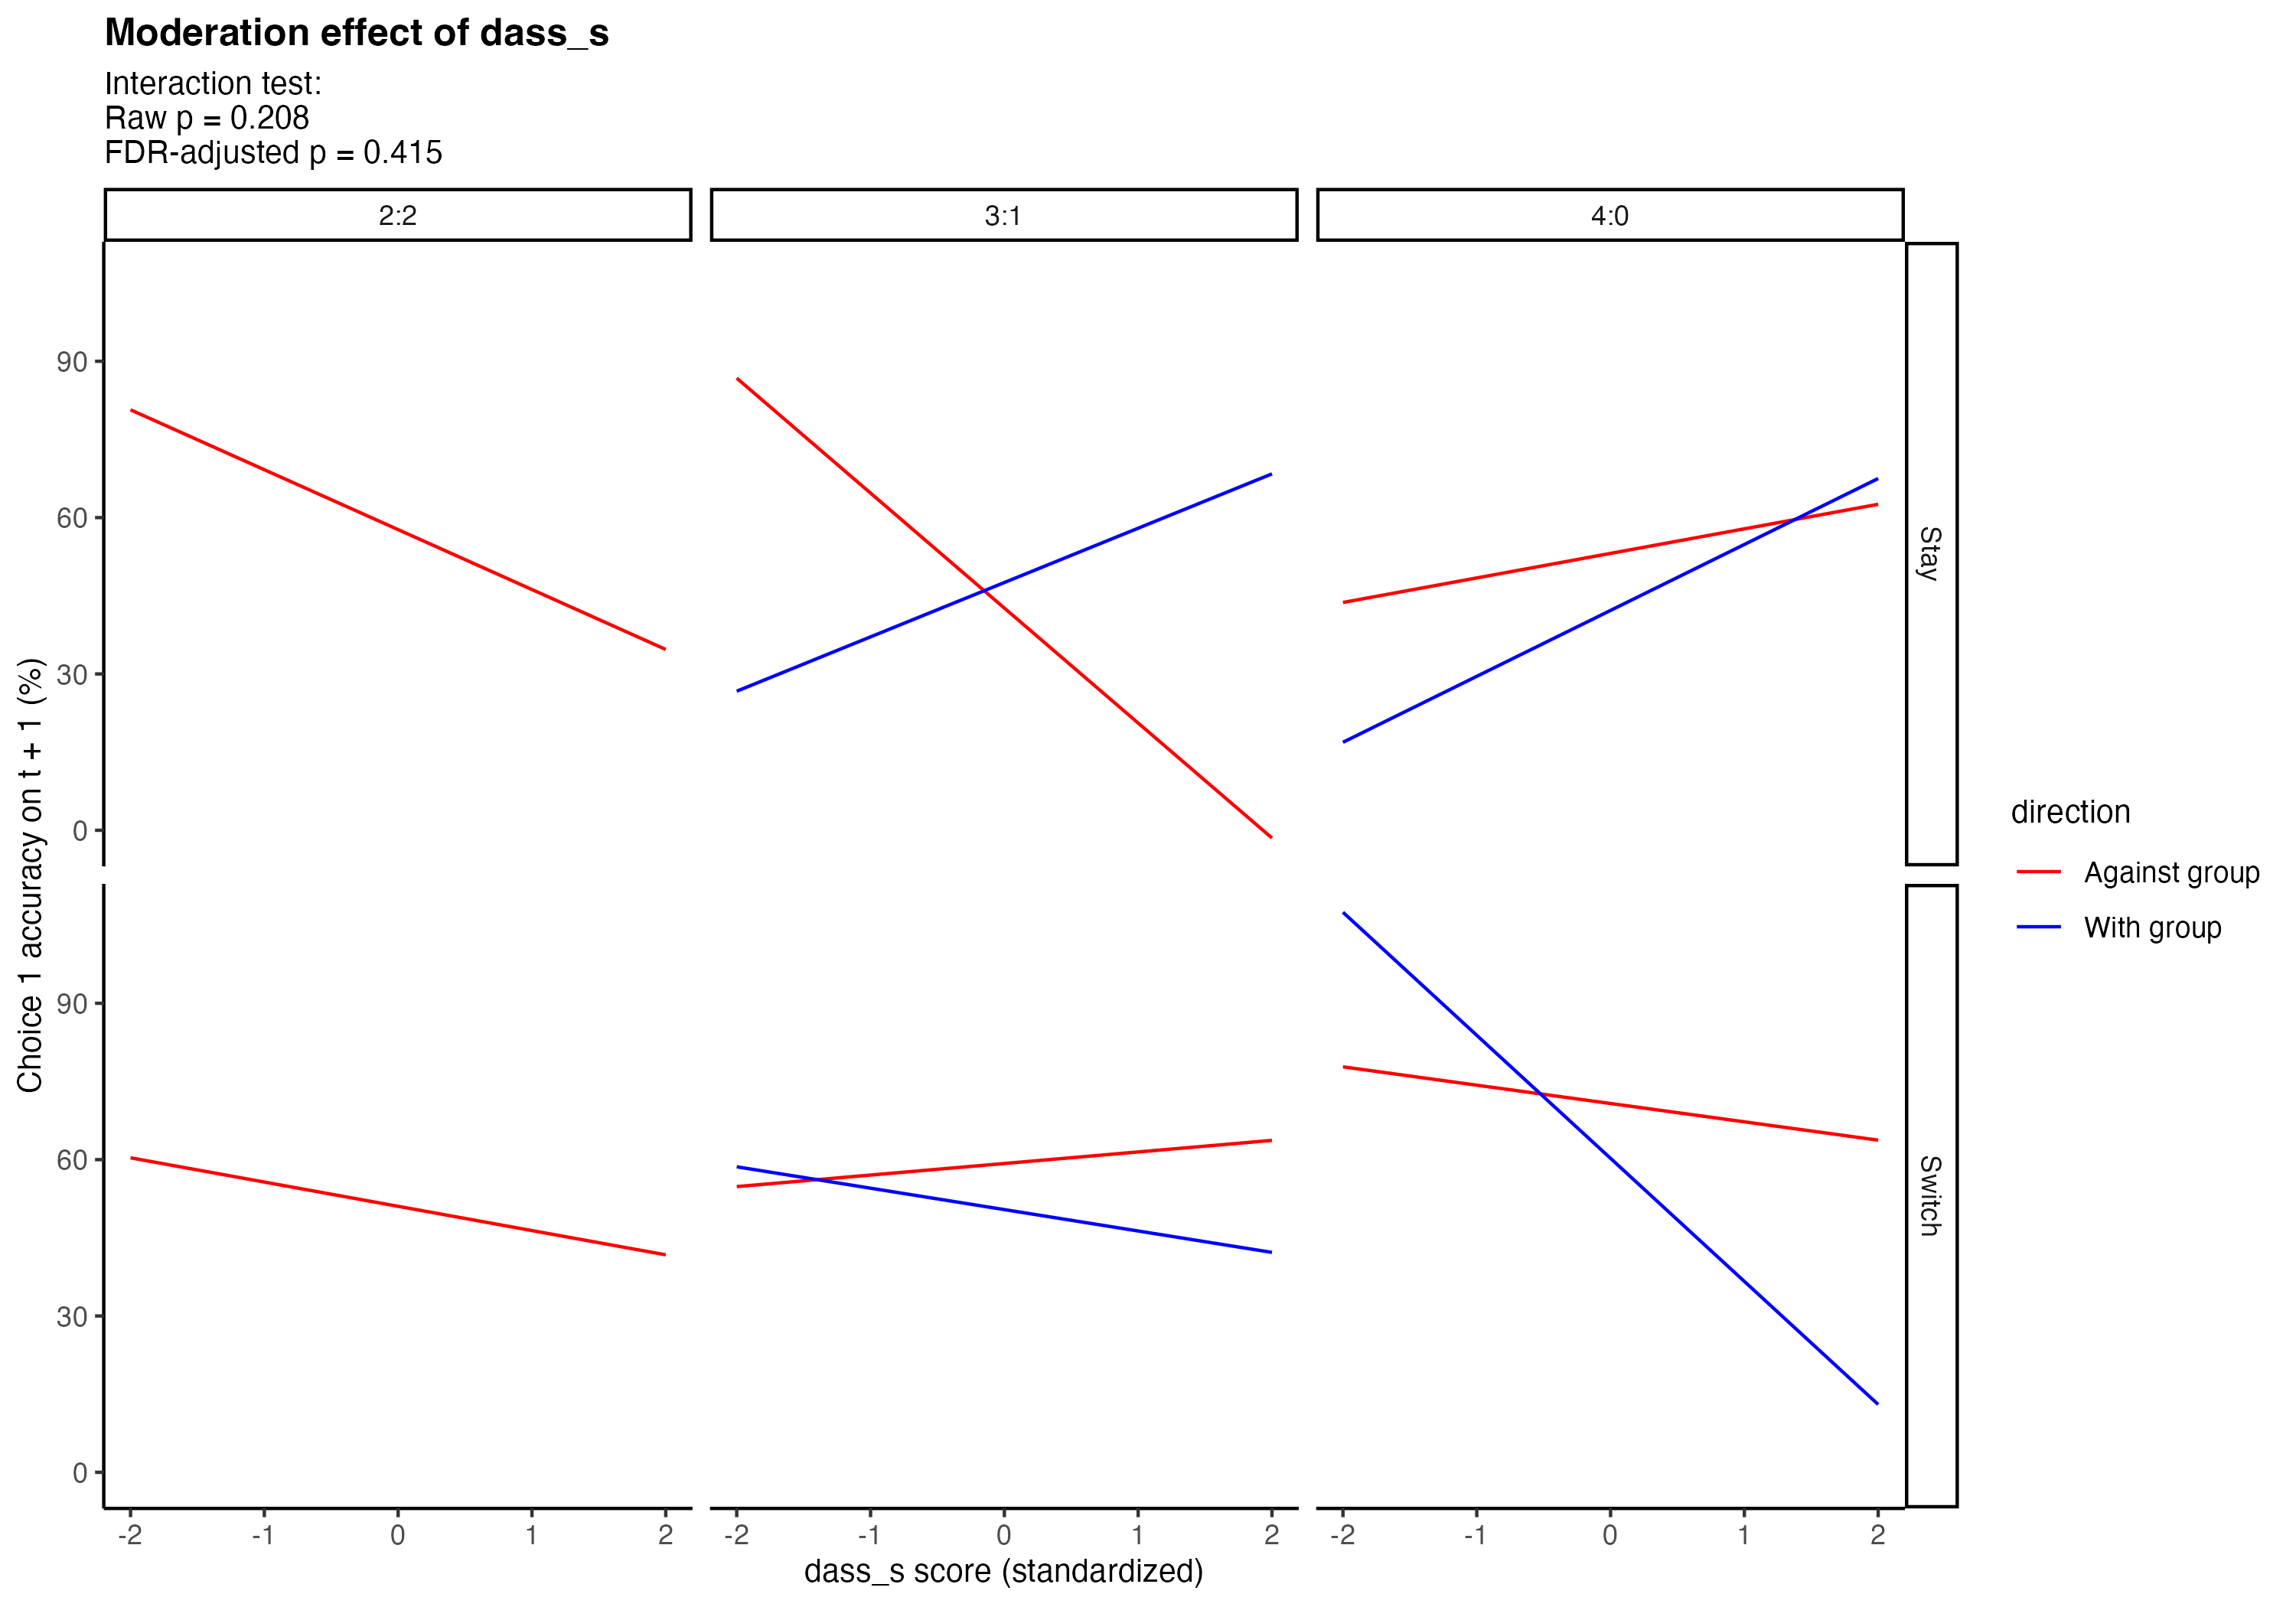 Moderation effect of dass_s
Interaction test:
Raw p = 0.208
FDR-adjusted p = 0.415
2:2
3:1
4:0
90
60
30
0
Stay
90
60
30
0
Switch
Choice 1 accuracy on t + 1 (%)
-2 -1 0 1 2
-2 -1 0 1 2
-2 -1 0 1 2
dass_s score (standardized)
direction
Against group
With group